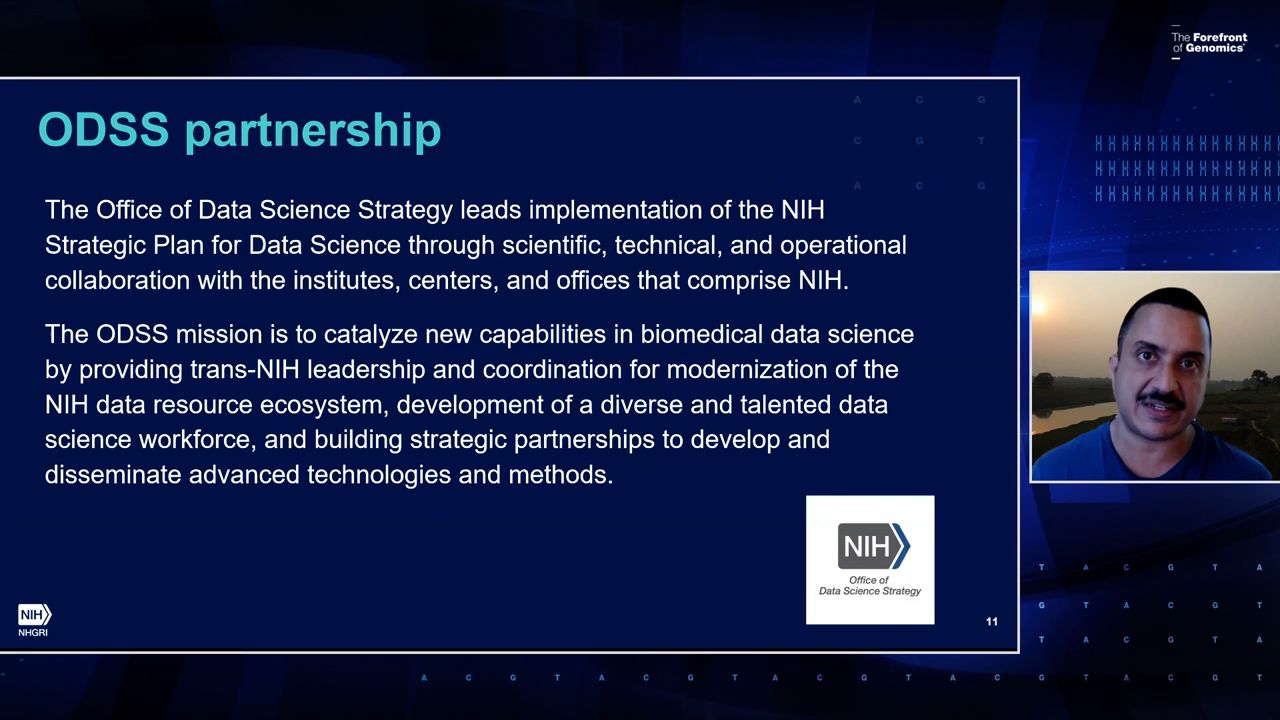 The Forefront
of Genomics®
A C G
C G T
A C G
ODSS partnership
The Office of Data Science Strategy leads implementation of the NIH
Strategic Plan for Data Science through scientific, technical, and operational
collaboration with the institutes, centers, and offices that comprise NIH.
The ODSS mission is to catalyze new capabilities in biomedical data science
by providing trans-NIH leadership and coordination for modernization of the
NIH data resource ecosystem, development of a diverse and talented data
science workforce, and building strategic partnerships to develop and
disseminate advanced technologies and methods.
NIH
Office of
Data Science Strategy
NIH
NHGRI
11
T A C G T A
G T A C G T
T A C G T A
A C G T A C G T A C G A T A C G T A C G T